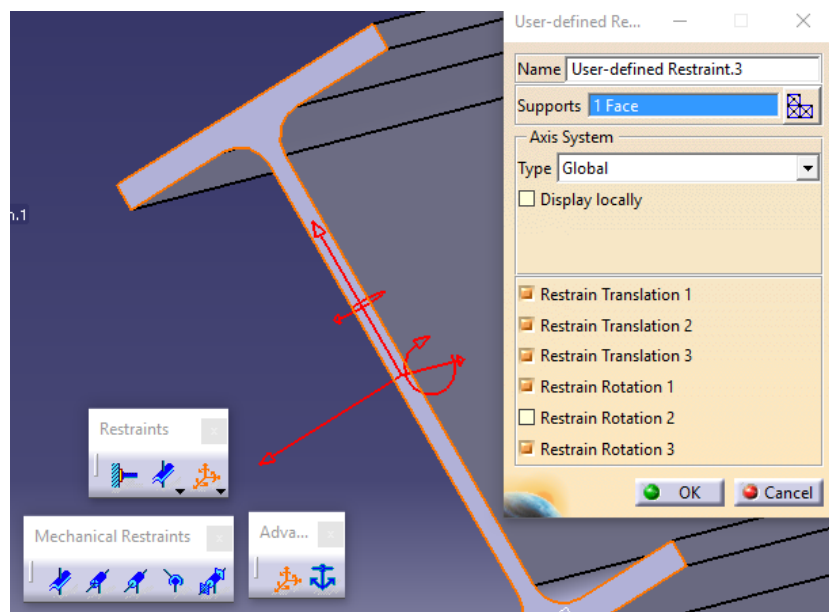 User-defined Re...
Name User-defined Restraint.3
Supports 1 Face
Axis System
Type Global
Display locally
n.1
Restrain Translation 1
Restrain Translation 2
Restrain Translation 3
Restrain Rotation 1
Restrain Rotation 2
Restrain Rotation 3
OK Cancel
Restraints
Mechanical Restraints
Adva...